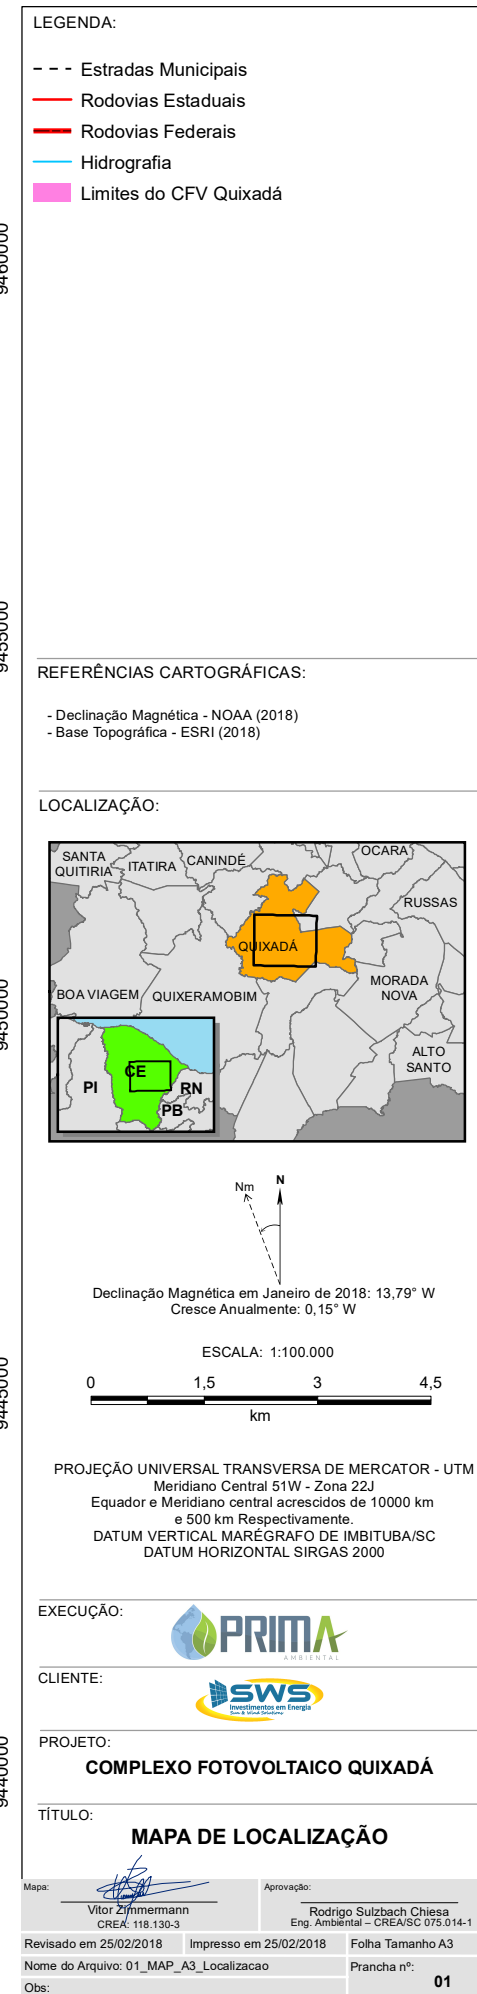 LEGENDA:
Estradas Municipais
Rodovias Estaduais
Rodovias Federais
Hidrografia
Limites do CFV Quixadá
9460000
9455000
REFERÊNCIAS CARTOGRÁFICAS:
- Declinação Magnética - NOAA (2018)
- Base Topográfica - ESRI (2018)
LOCALIZAÇÃO:
SANTA QUITIRIA
ITATIRA
CANINDÉ
OCARA
RUSSAS
QUIXADÁ
BOA VIAGEM
QUIXERAMOBIM
MORADA NOVA
ALTO SANTO
CE
PI
RN
PB
9450000
Nm
N
Declinação Magnética em Janeiro de 2018: 13,79° W
Cresce Anualmente: 0,15° W
ESCALA: 1:100.000
0 1,5 3 4,5
km
9445000
PROJEÇÃO UNIVERSAL TRANSVERSA DE MERCATOR - UTM
Meridiano Central 51W - Zona 22J
Equador e Meridiano central acrescidos de 10000 km
e 500 km Respectivamente.
DATUM VERTICAL MARÉGRAFO DE IMBITUBA/SC
DATUM HORIZONTAL SIRGAS 2000
EXECUÇÃO:
PRIMA
AMBIENTAL
CLIENTE:
SWS
Investimentos em Energia
Sun & Wind Solutions
PROJETO:
COMPLEXO FOTOVOLTAICO QUIXADÁ
9440000
TÍTULO:
MAPA DE LOCALIZAÇÃO
Mapa:
Vitor Zimmermann
CREA: 118.130-3
Aprovação:
Rodrigo Sulzbach Chiesa
Eng. Ambiental – CREA/SC 075.014-1
Revisado em 25/02/2018 Impresso em 25/02/2018 Folha Tamanho A3
Nome do Arquivo: 01_MAP_A3_Localizacao
Prancha nº:
01
Obs: